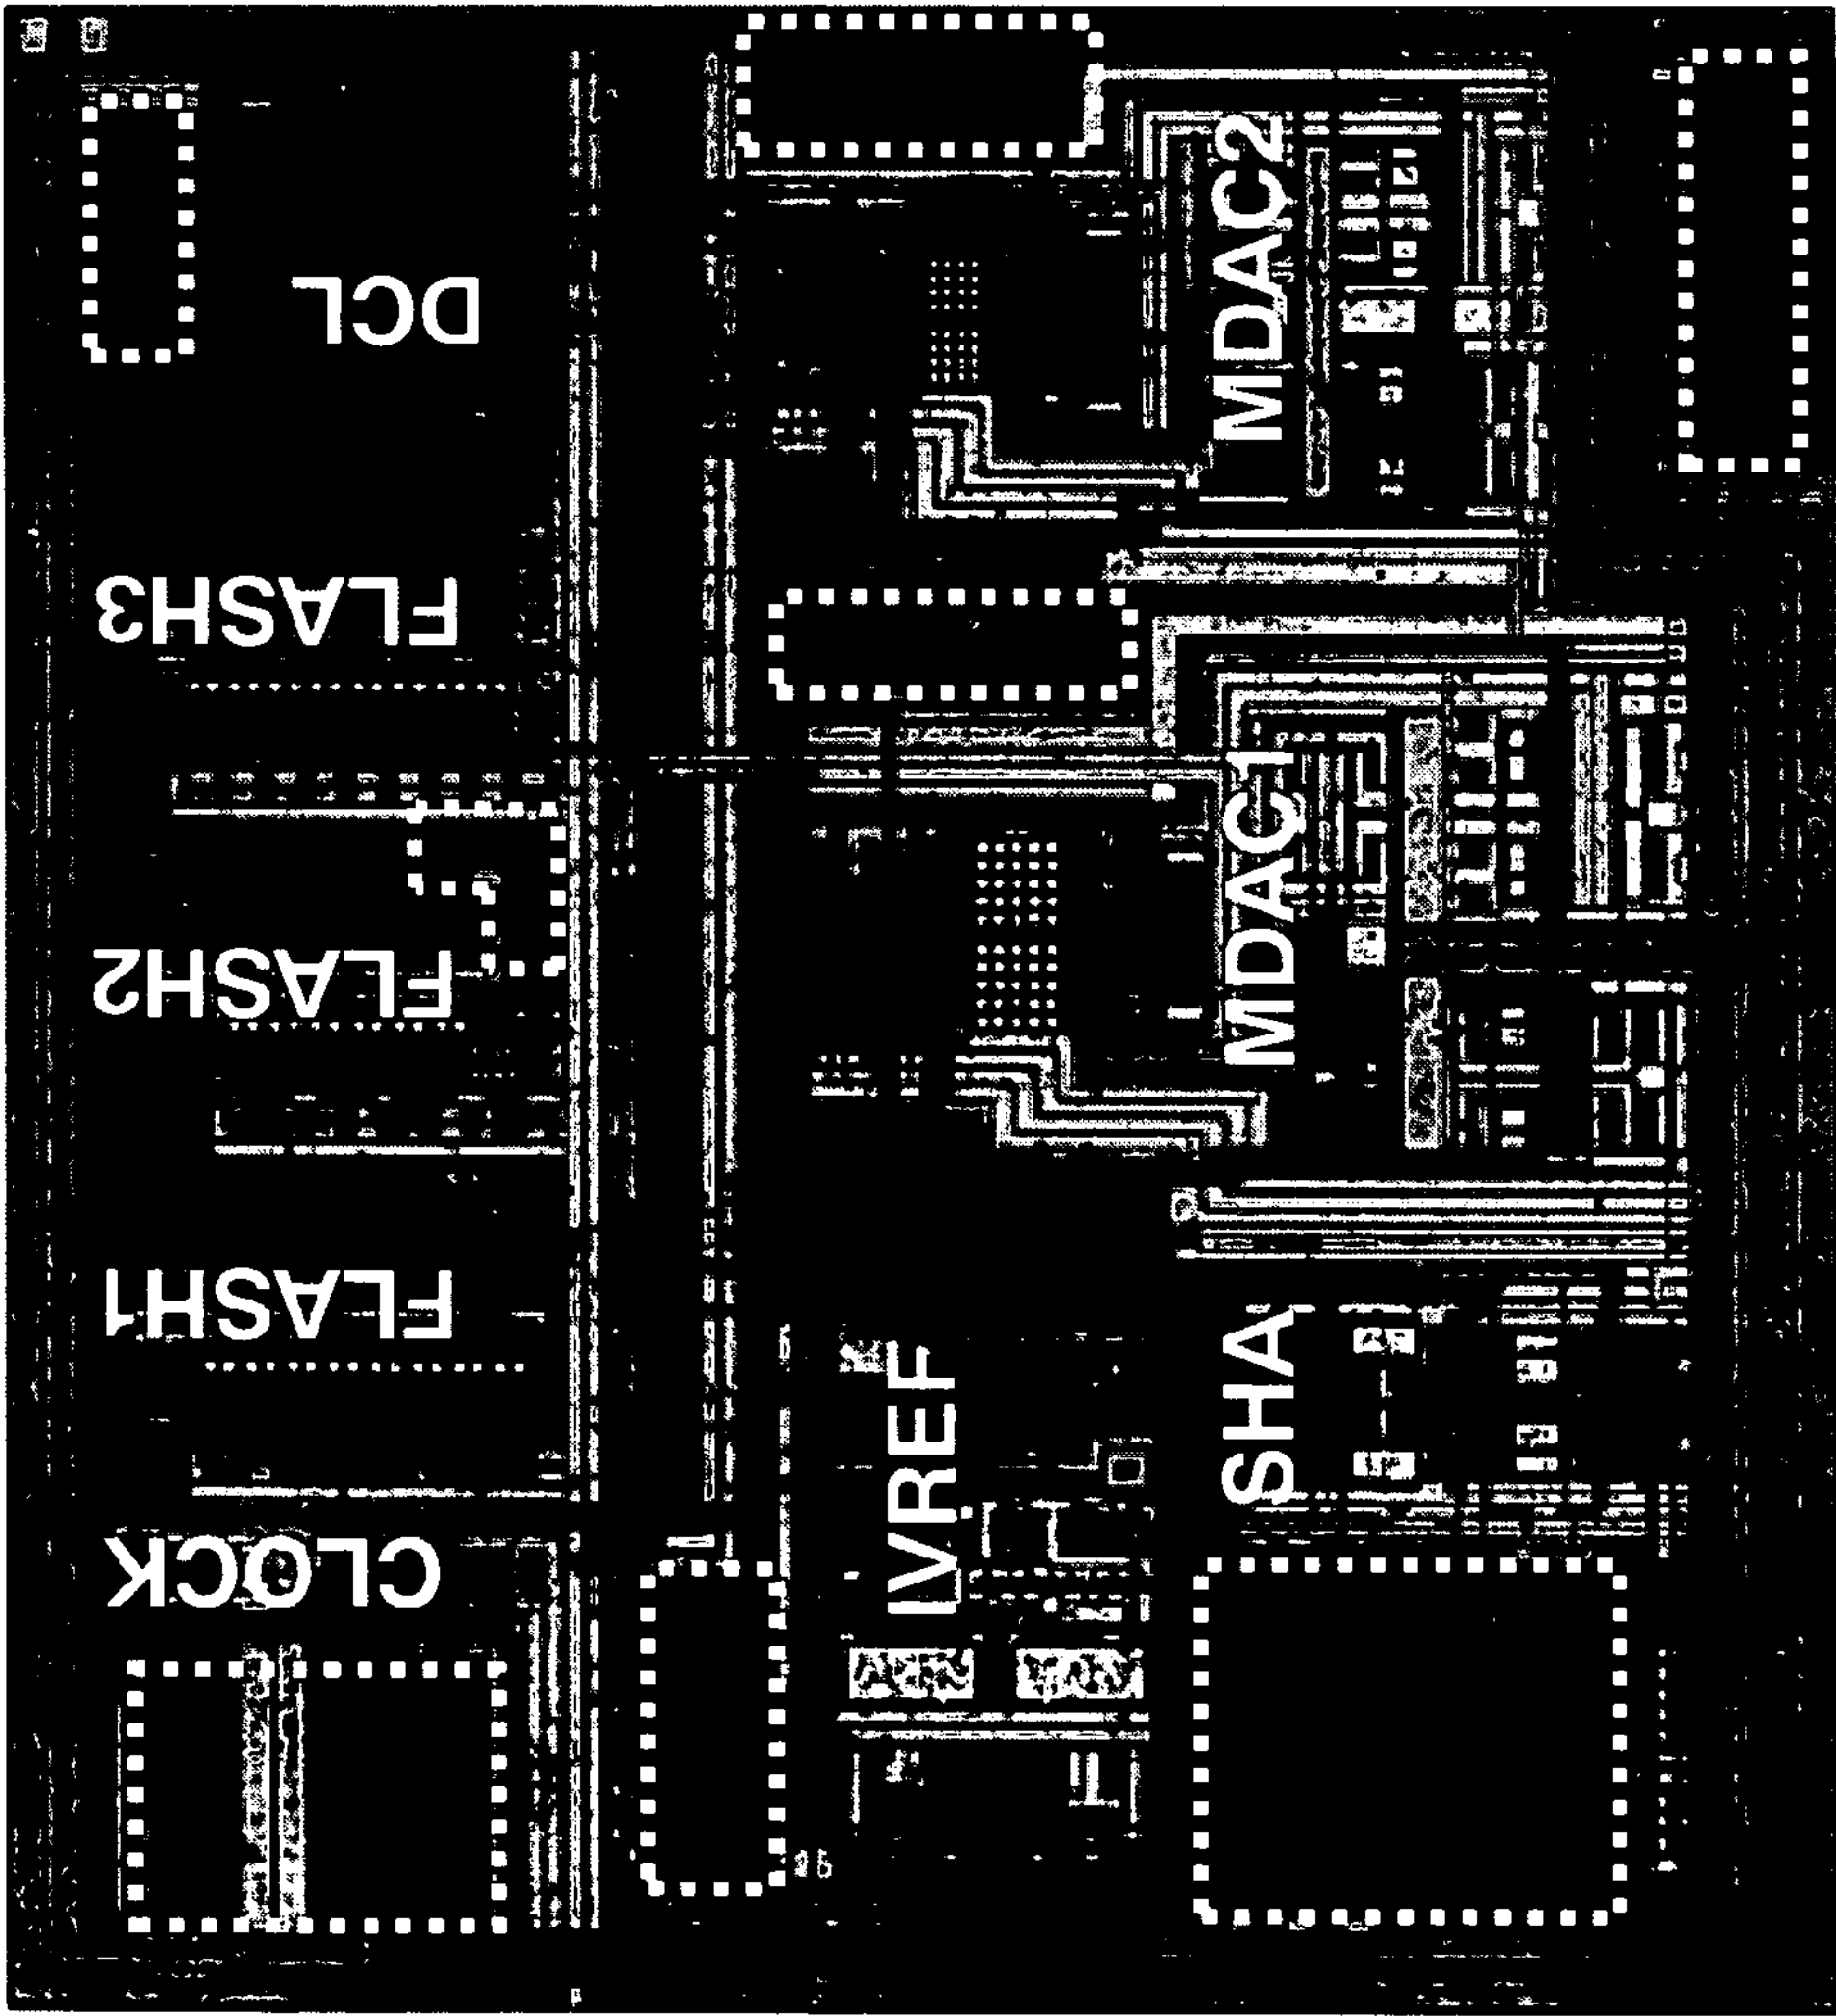 DCL
MDAC2
FLASH3
MDAC1
FLASH2
FLASH1
SHA
IVREF
CLOCK